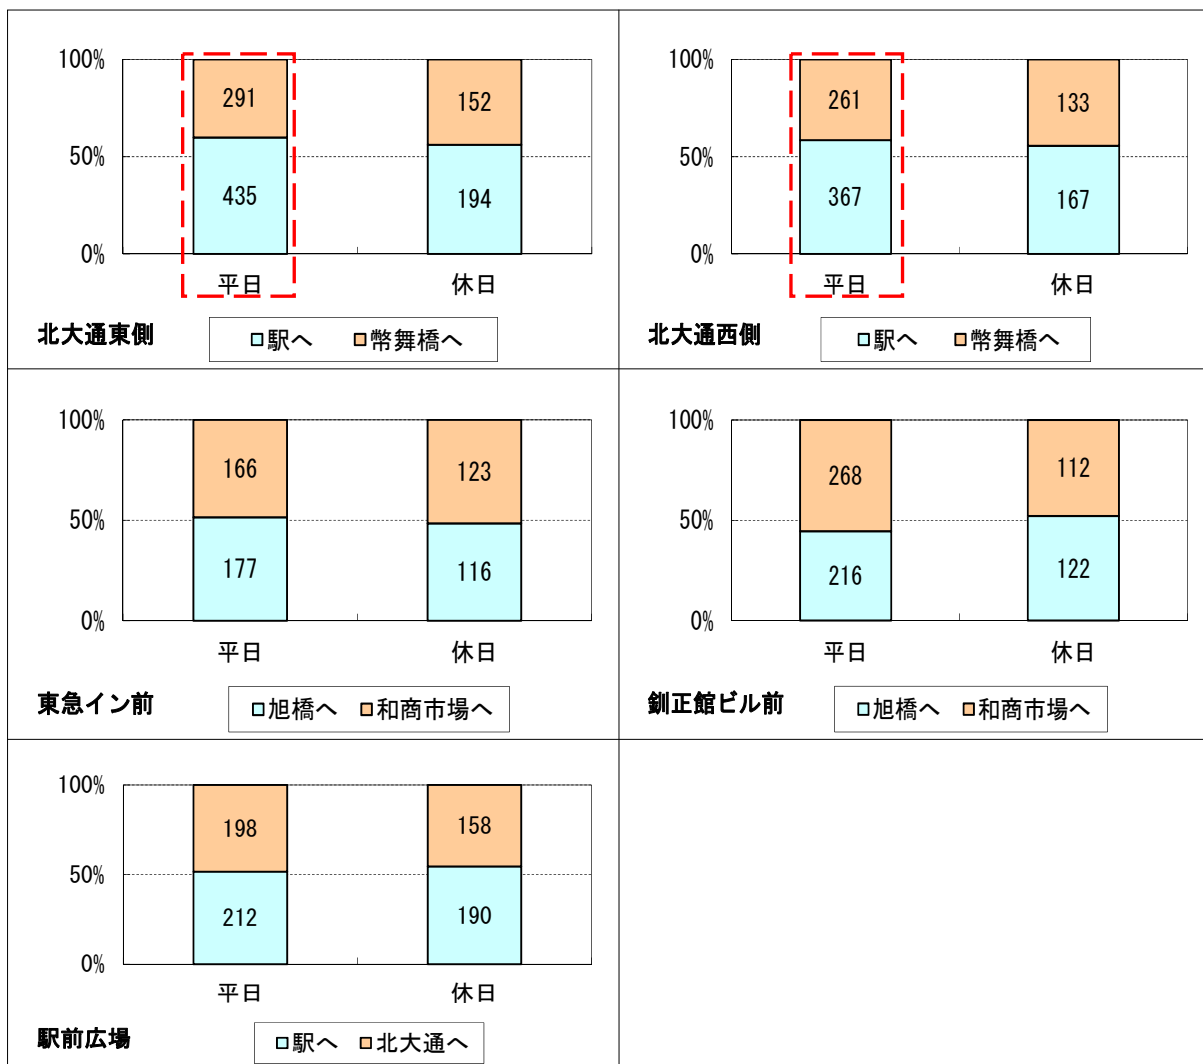 100%
50%
0%
291
435
152
194
平日
休日
北大通東側
駅へ 幣舞橋へ
100%
50%
0%
261
367
133
167
平日
休日
北大通西側
駅へ 幣舞橋へ
100%
50%
0%
166
177
123
116
平日
休日
東急イン前
旭橋へ 和商市場へ
100%
50%
0%
268
216
112
122
平日
休日
釧正館ビル前
旭橋へ 和商市場へ
100%
50%
0%
198
212
158
190
平日
休日
駅前広場
駅へ 北大通へ